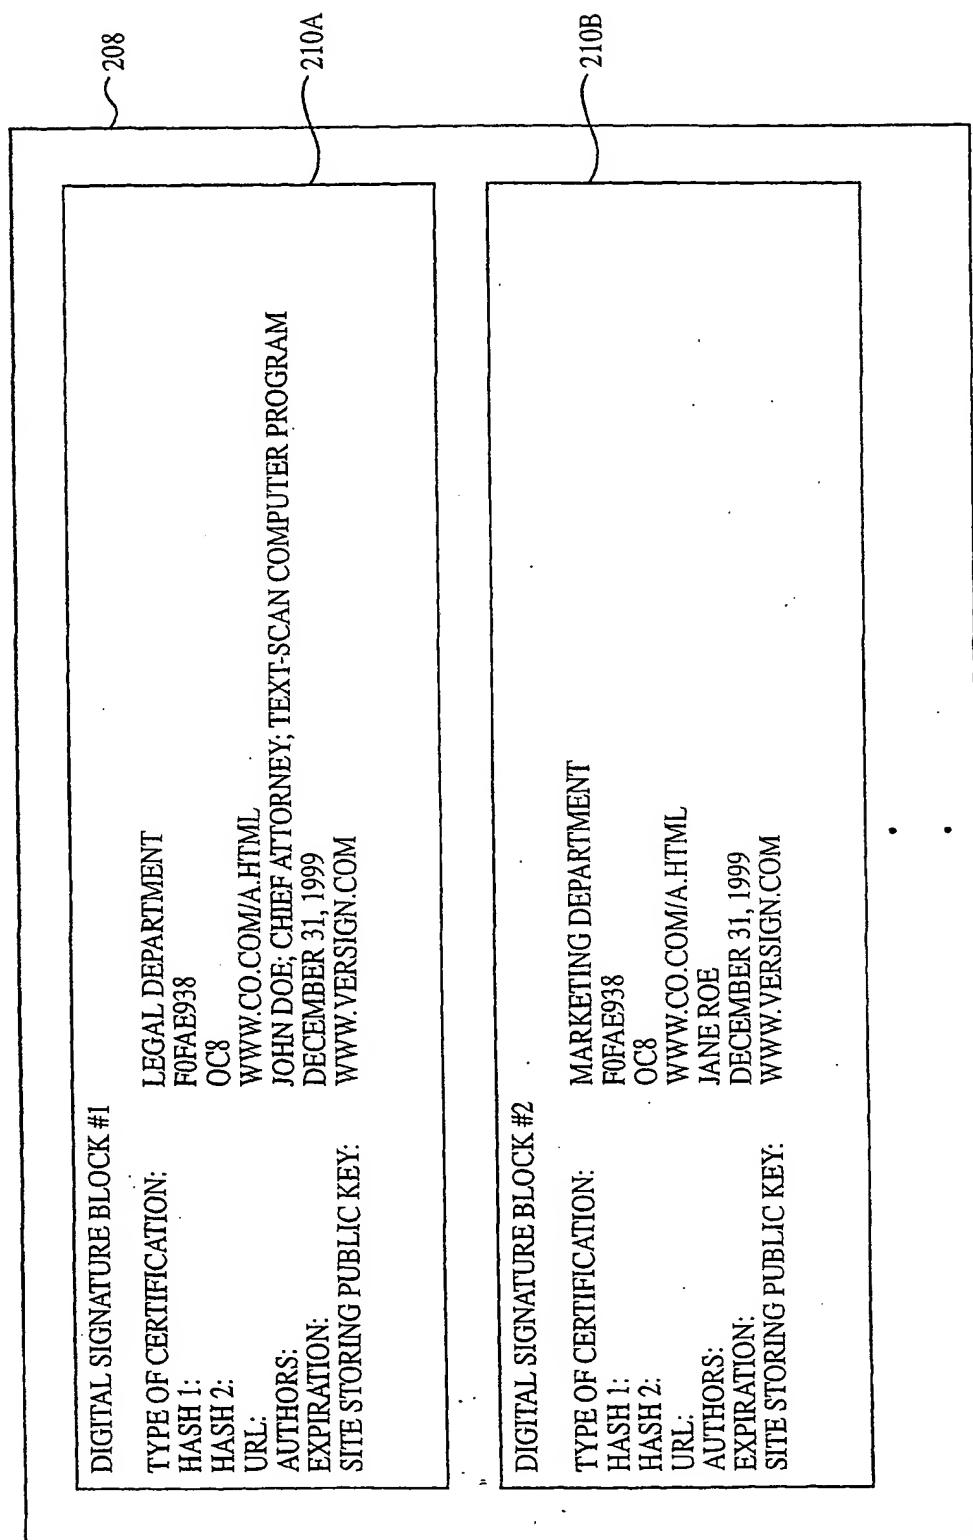 208
DIGITAL SIGNATURE BLOCK #1
TYPE OF CERTIFICATION: LEGAL DEPARTMENT
HASH 1: F0FAE938
HASH 2: OC8
URL: WWW.CO.COM/A.HTML
AUTHORS: JOHN DOE; CHIEF ATTORNEY; TEXT-SCAN COMPUTER PROGRAM
EXPIRATION: DECEMBER 31, 1999
SITE STORING PUBLIC KEY: WWW.VERSIGN.COM
210A
DIGITAL SIGNATURE BLOCK #2
TYPE OF CERTIFICATION: MARKETING DEPARTMENT
HASH 1: F0FAE938
HASH 2: OC8
URL: WWW.CO.COM/A.HTML
AUTHORS: JANE ROE
EXPIRATION: DECEMBER 31, 1999
SITE STORING PUBLIC KEY: WWW.VERSIGN.COM
210B